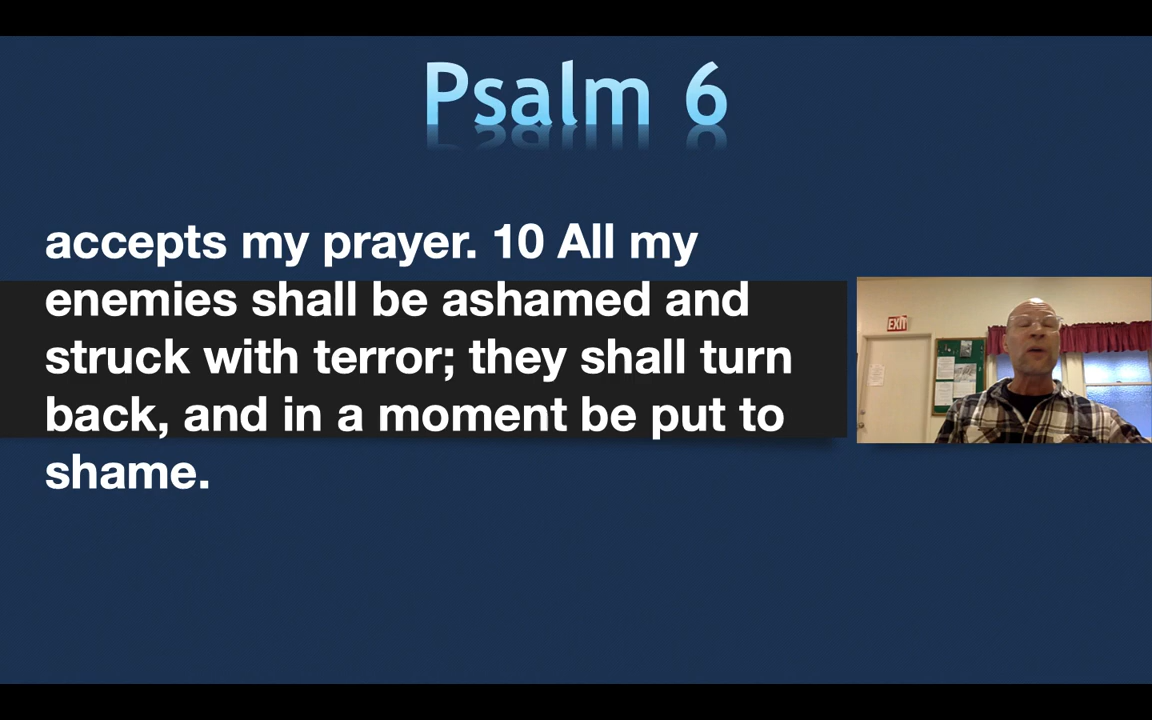 Psalm 6
accepts my prayer. 10 All my
enemies shall be ashamed and
struck with terror; they shall turn
back, and in a moment be put to
shame.
EXIT